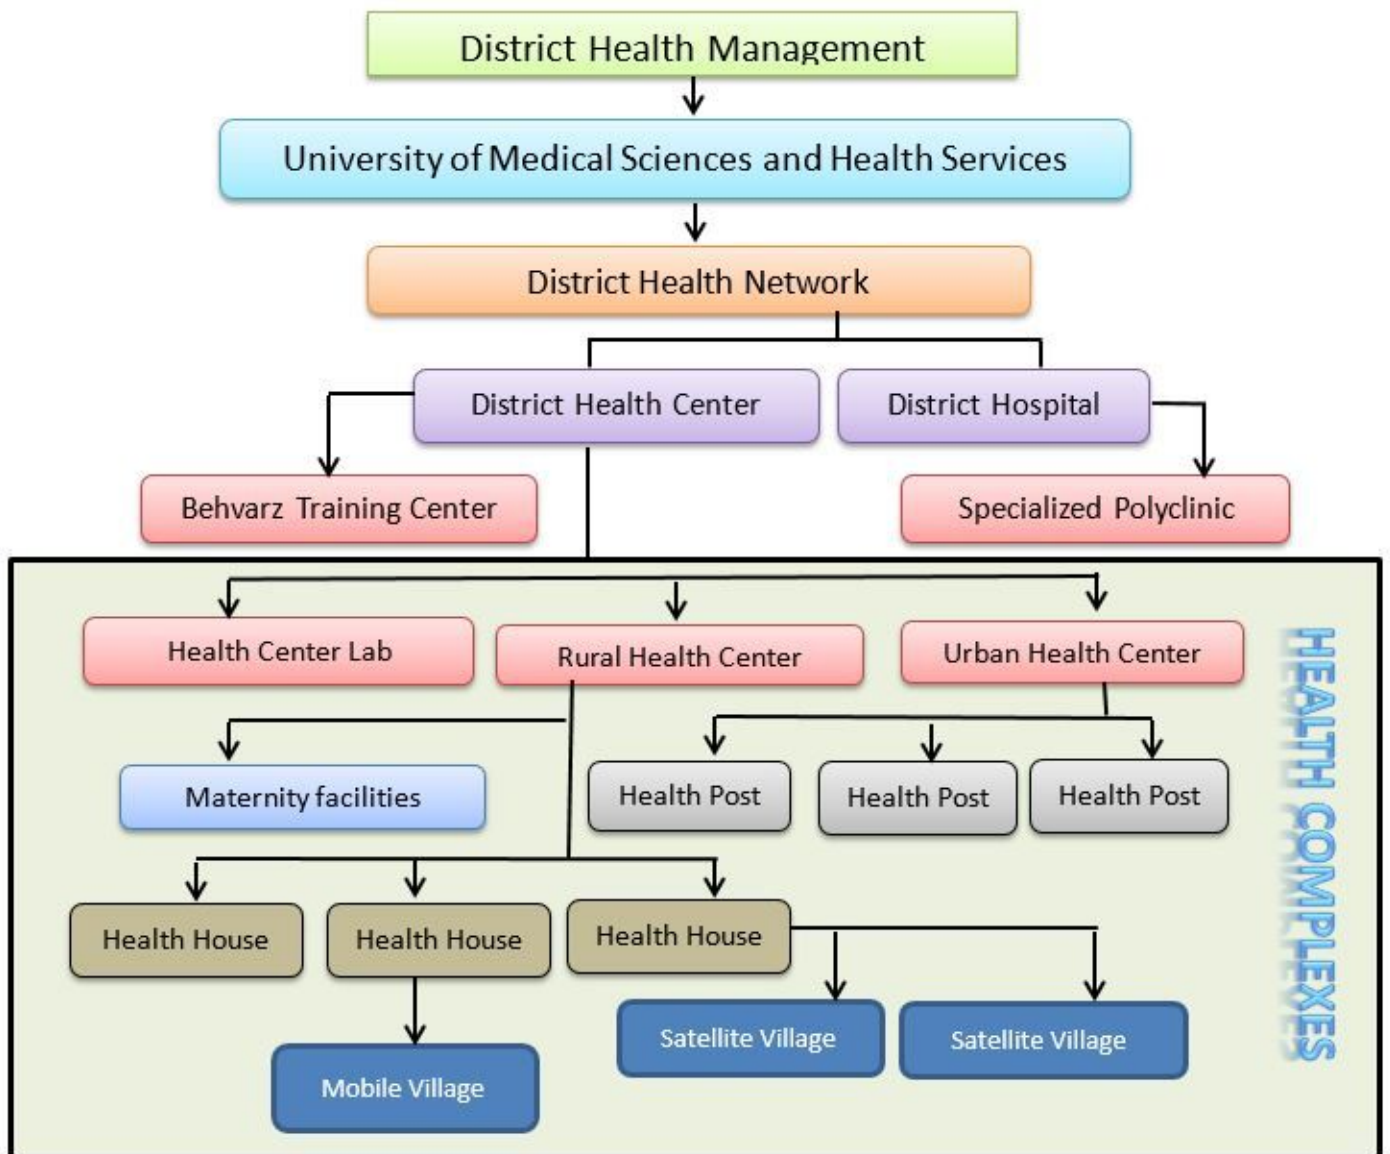 District Health Management
University of Medical Sciences and Health Services
District Health Network
District Health Center
District Hospital
Behvarz Training Center
Specialized Polyclinic
Health Center Lab
Rural Health Center
Urban Health Center
Maternity facilities
Health Post
Health Post
Health Post
Health House
Health House
Health House
Satellite Village
Satellite Village
Mobile Village
HEALTH COMPLEXES